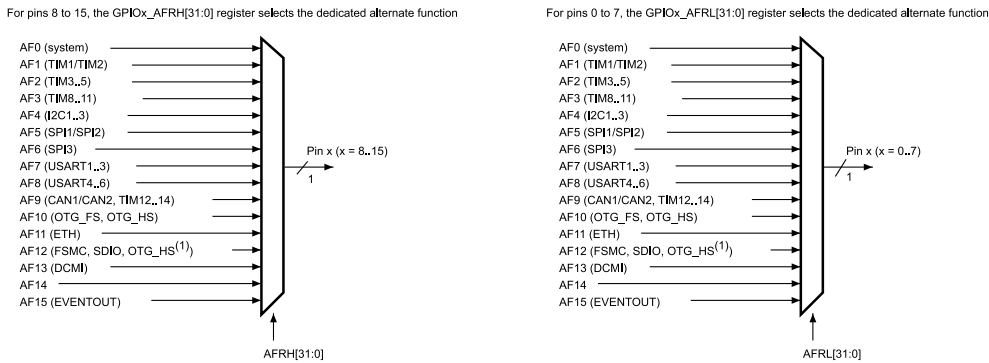 For pins 8 to 15, the GPIOx_AFRH[31:0] register selects the dedicated alternate function
AF0 (system)
AF1 (TIM1/TIM2)
AF2 (TIM3..5)
AF3 (TIM8..11)
AF4 (I2C1..3)
AF5 (SPI1/SPI2)
AF6 (SPI3)
AF7 (USART1..3)
AF8 (USART4..6)
AF9 (CAN1/CAN2, TIM12..14)
AF10 (OTG_FS, OTG_HS)
AF11 (ETH)
AF12 (FSMC, SDIO, OTG_HS(1))
AF13 (DCMI)
AF14
AF15 (EVENTOUT)
Pin x (x = 8..15)
1
AFRH[31:0]
For pins 0 to 7, the GPIOx_AFRL[31:0] register selects the dedicated alternate function
AF0 (system)
AF1 (TIM1/TIM2)
AF2 (TIM3..5)
AF3 (TIM8..11)
AF4 (I2C1..3)
AF5 (SPI1/SPI2)
AF6 (SPI3)
AF7 (USART1..3)
AF8 (USART4..6)
AF9 (CAN1/CAN2, TIM12..14)
AF10 (OTG_FS, OTG_HS)
AF11 (ETH)
AF12 (FSMC, SDIO, OTG_HS(1))
AF13 (DCMI)
AF14
AF15 (EVENTOUT)
Pin x (x = 0..7)
1
AFRL[31:0]